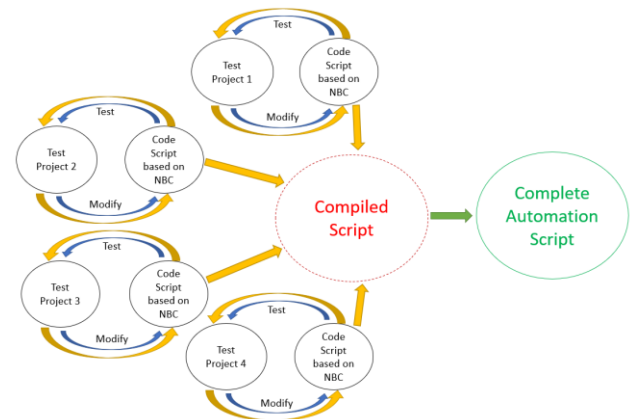 Test
Test
Project 1
Code
Script
based on
NBC
Modify
Test
Test
Project 2
Code
Script
based on
NBC
Modify
Test
Test
Project 3
Code
Script
based on
NBC
Modify
Test
Test
Project 4
Code
Script
based on
NBC
Modify
Compiled
Script
Complete
Automation
Script